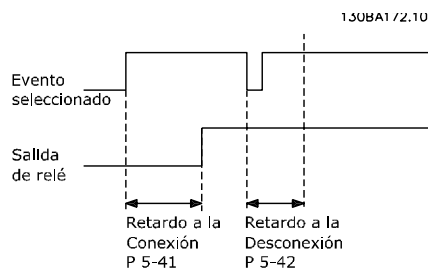 130BA172.10
Evento
seleccionado
Salida
de relé
Retardo a la
Conexión
P 5-41
Retardo a la
Desconexión
P 5-42